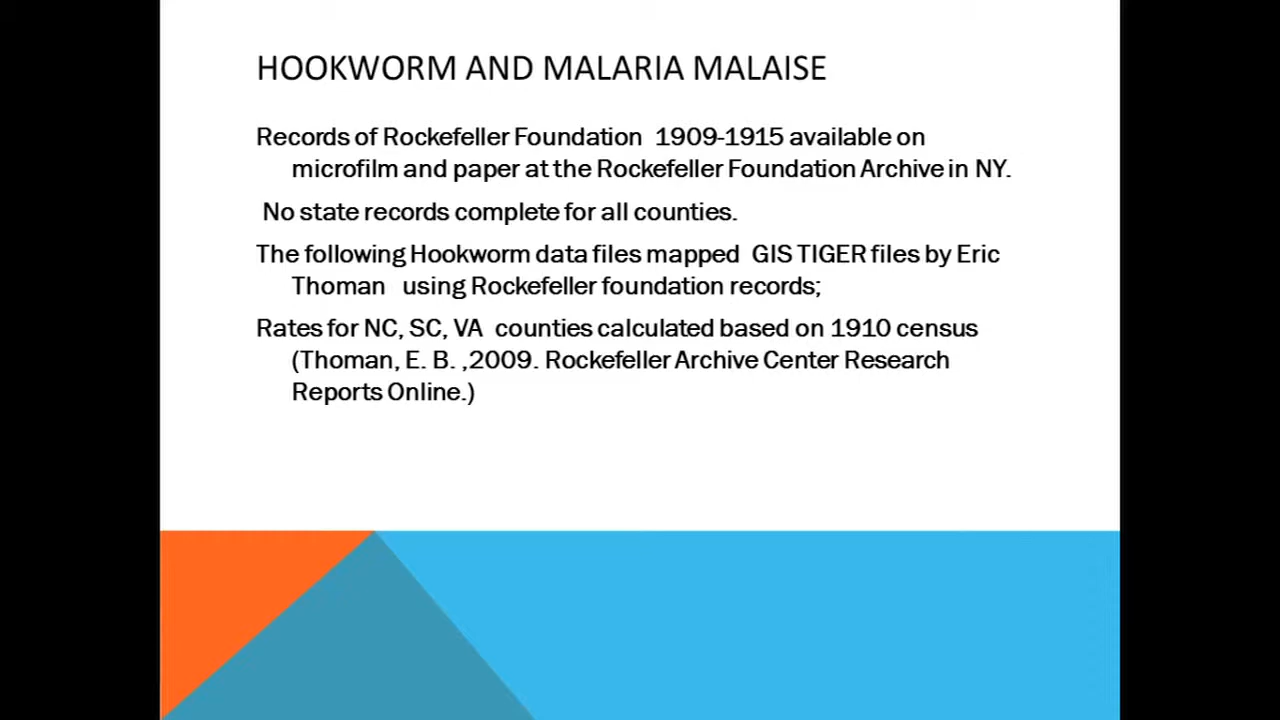 HOOKWORM AND MALARIA MALAISE
Records of Rockefeller Foundation 1909-1915 available on
microfilm and paper at the Rockefeller Foundation Archive in NY.
No state records complete for all counties.
The following Hookworm data files mapped GIS TIGER files by Eric
Thoman using Rockefeller foundation records;
Rates for NC, SC, VA counties calculated based on 1910 census
(Thoman, E. B. ,2009. Rockefeller Archive Center Research
Reports Online.)